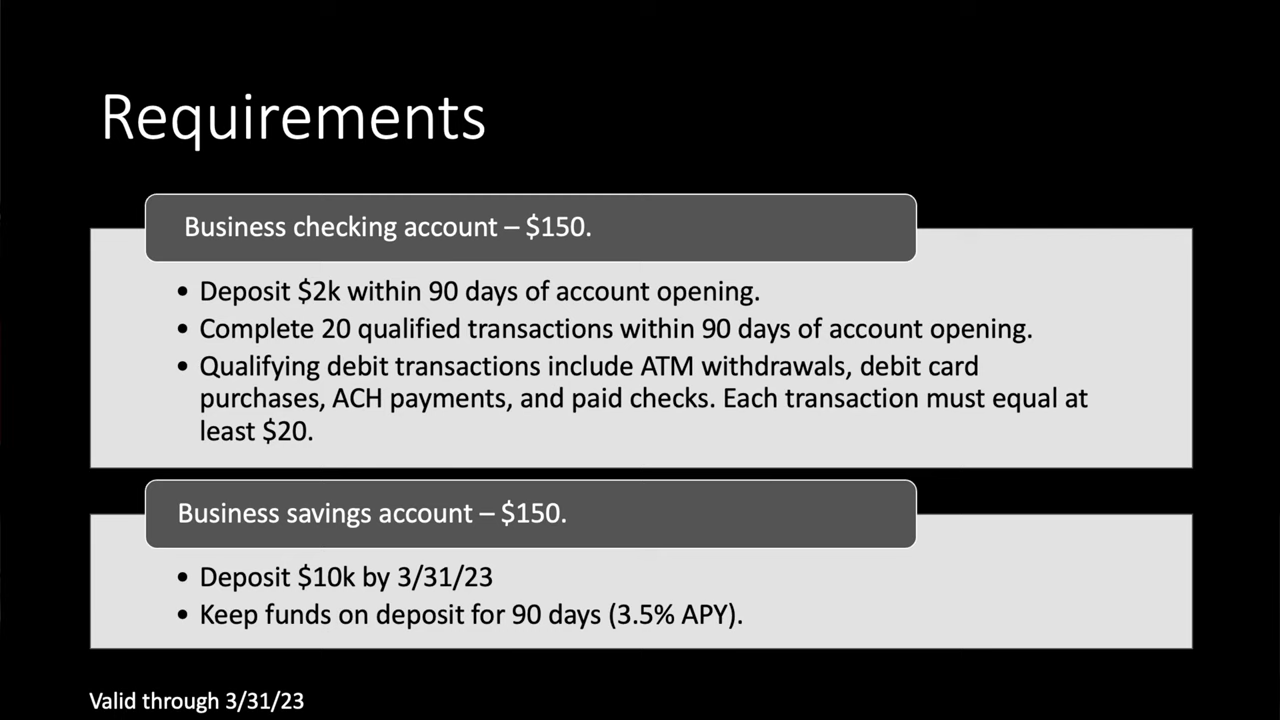 Requirements
Business checking account – $150.
• Deposit $2k within 90 days of account opening.
• Complete 20 qualified transactions within 90 days of account opening.
• Qualifying debit transactions include ATM withdrawals, debit card
purchases, ACH payments, and paid checks. Each transaction must equal at
least $20.
Business savings account – $150.
• Deposit $10k by 3/31/23
• Keep funds on deposit for 90 days (3.5% APY).
Valid through 3/31/23